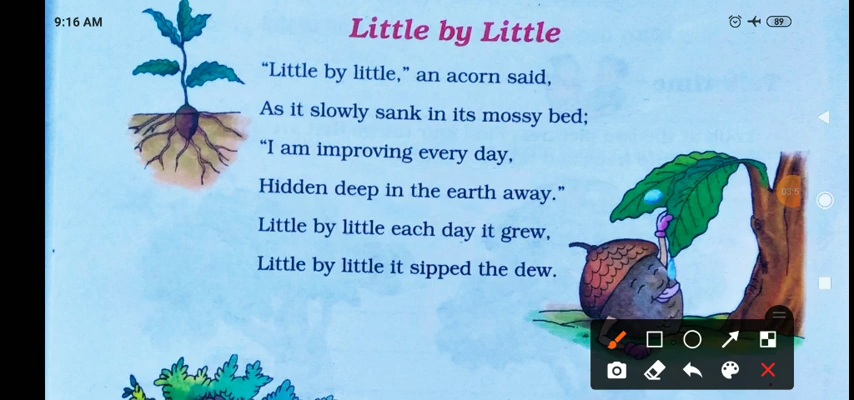 9:16 AM
89
Little by Little
“Little by little,” an acorn said,
As it slowly sank in its mossy bed;
“I am improving every day,
Hidden deep in the earth away.”
Little by little each day it grew,
Little by little it sipped the dew.